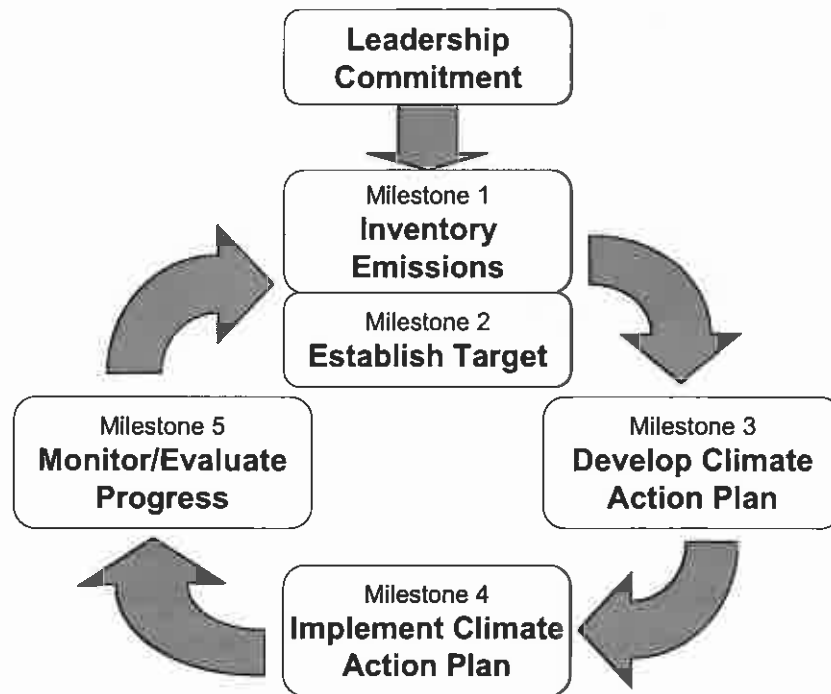 Leadership
Commitment
Milestone 1
Inventory
Emissions
Milestone 2
Establish Target
Milestone 3
Develop Climate
Action Plan
Milestone 4
Implement Climate
Action Plan
Milestone 5
Monitor/Evaluate
Progress